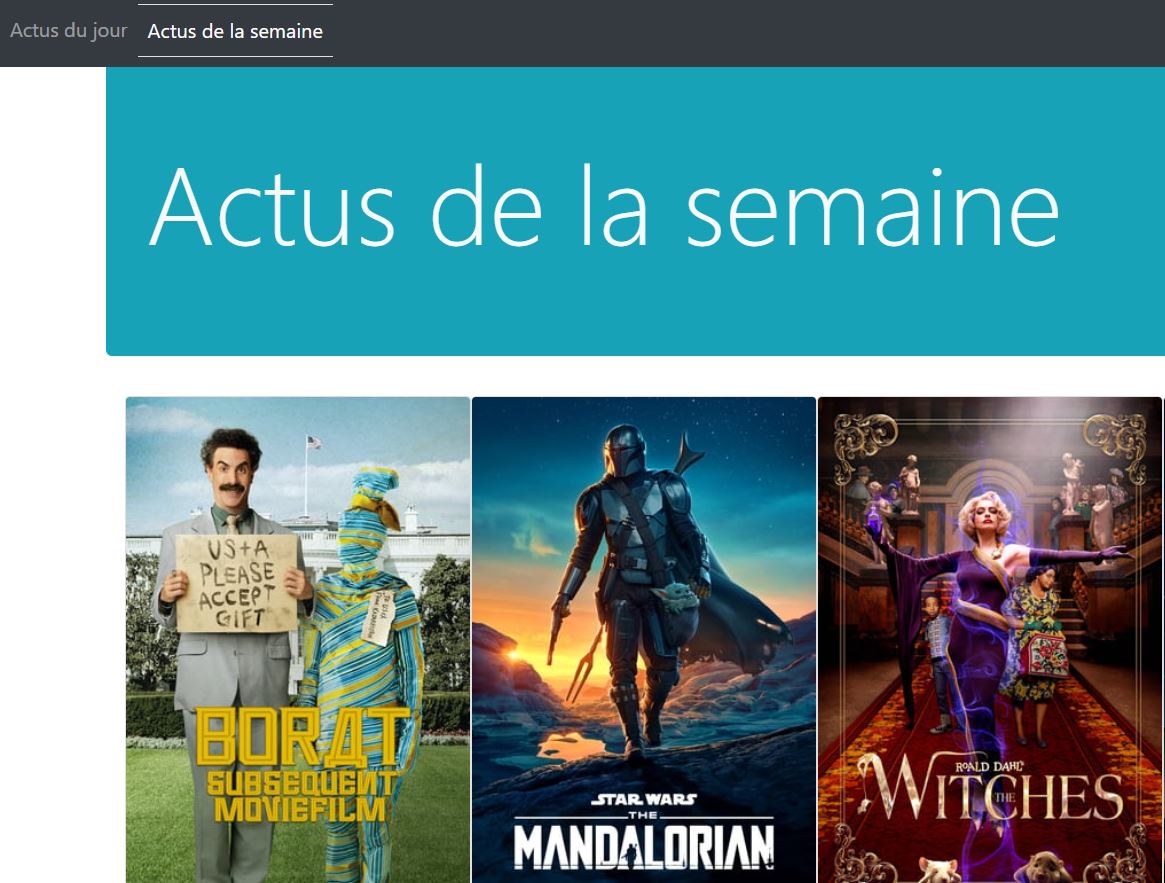 Actus du jour
Actus de la semaine
Actus de la semaine
US+A
PLEASE
ACCEPT
GIFT
BORAT
SUBSEQUENT
MOVIEFILM
STAR WARS
THE
MANDALORIAN
ROALD DAHL'S
THE
WITCHES